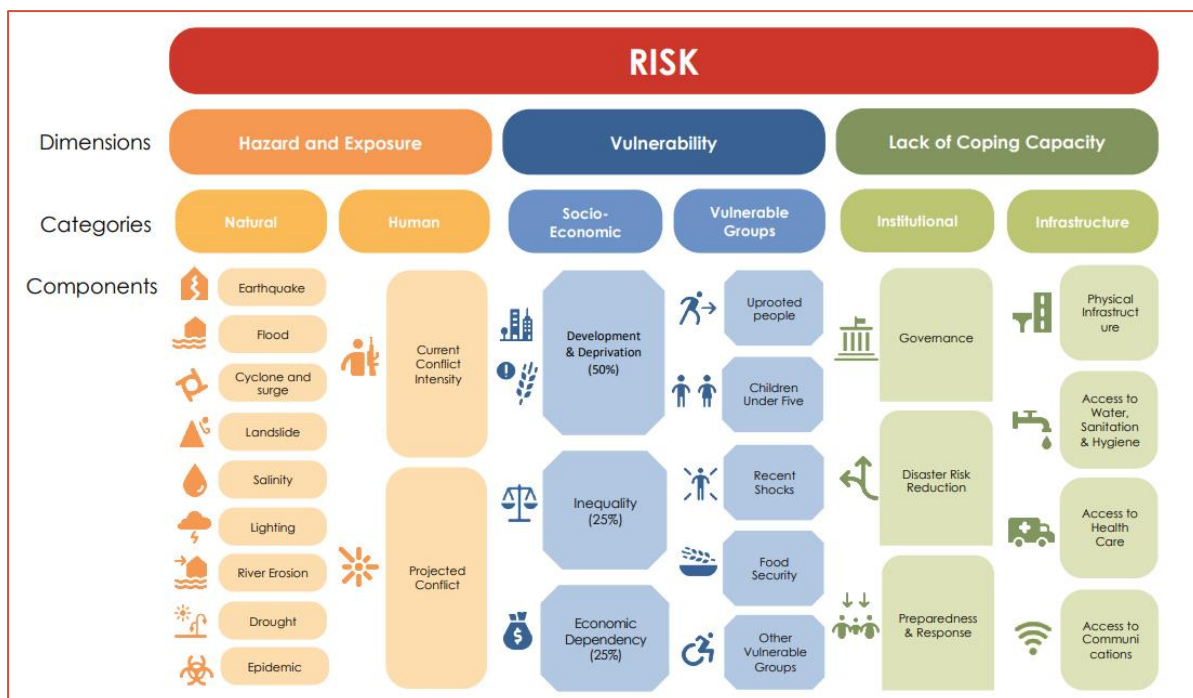 RISK
Dimensions
Hazard and Exposure
Vulnerability
Lack of Coping Capacity
Categories
Natural
Human
Socio-
Economic
Vulnerable
Groups
Institutional
Infrastructure
Components
Earthquake
Flood
Cyclone and
surge
Landslide
Salinity
Lighting
River Erosion
Drought
Epidemic
Current
Conflict
Intensity
Projected
Conflict
Development
& Deprivation
(50%)
Inequality
(25%)
Economic
Dependency
(25%)
Uprooted
people
Children
Under Five
Recent
Shocks
Food
Security
Other
Vulnerable
Groups
Governance
Disaster Risk
Reduction
Preparedness
& Response
Physical
Infrastruct
ure
Access to
Water,
Sanitation
& Hygiene
Access to
Health
Care
Access to
Communi
cations